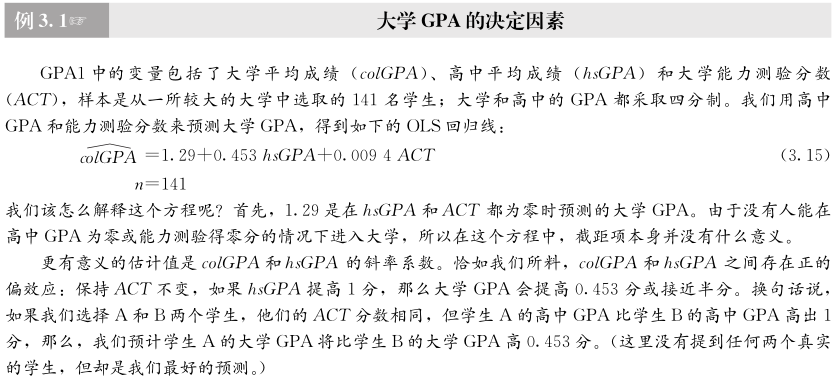 例 3.1☞ 大学 GPA 的决定因素
GPA1 中的变量包括了大学平均成绩（colGPA）、高中平均成绩（hsGPA）和大学能力测验分数
(ACT)，样本是从一所较大的大学中选取的 141 名学生；大学和高中的 GPA 都采取四分制。我们用高中
GPA 和能力测验分数来预测大学 GPA，得到如下的 OLS 回归线：
\widehat{colGPA} =1.29+0.453 hsGPA+0.009 4 ACT (3.15)
n=141
我们该怎么解释这个方程呢？首先，1.29 是在 hsGPA 和 ACT 都为零时预测的大学 GPA。由于没有人能在
高中 GPA 为零或能力测验得零分的情况下进入大学，所以在这个方程中，截距项本身并没有什么意义。
更有意义的估计值是 colGPA 和 hsGPA 的斜率系数。恰如我们所料，colGPA 和 hsGPA 之间存在正的
偏效应：保持 ACT 不变，如果 hsGPA 提高 1 分，那么大学 GPA 会提高 0.453 分或接近半分。换句话说，
如果我们选择 A 和 B 两个学生，他们的 ACT 分数相同，但学生 A 的高中 GPA 比学生 B 的高中 GPA 高出 1
分，那么，我们预计学生 A 的大学 GPA 将比学生 B 的大学 GPA 高 0.453 分。（这里没有提到任何两个真实
的学生，但却是我们最好的预测。）